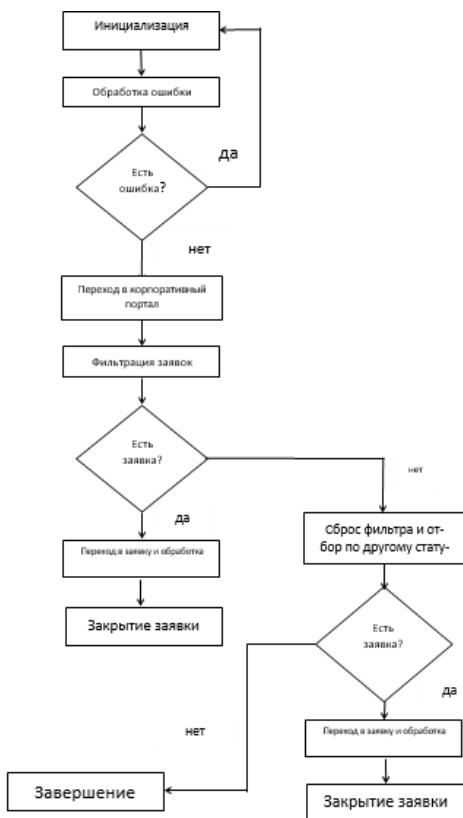 Инициализация
Обработка ошибки
Есть
ошибка?
да
нет
Переход в корпоративный
портал
Фильтрация заявок
Есть
заявка?
нет
да
Сброс фильтра и от-
бор по другому стату-
Переход в заявку и обработка
Закрытие заявки
Есть
заявка?
да
нет
Переход в заявку и обработка
Завершение
Закрытие заявки